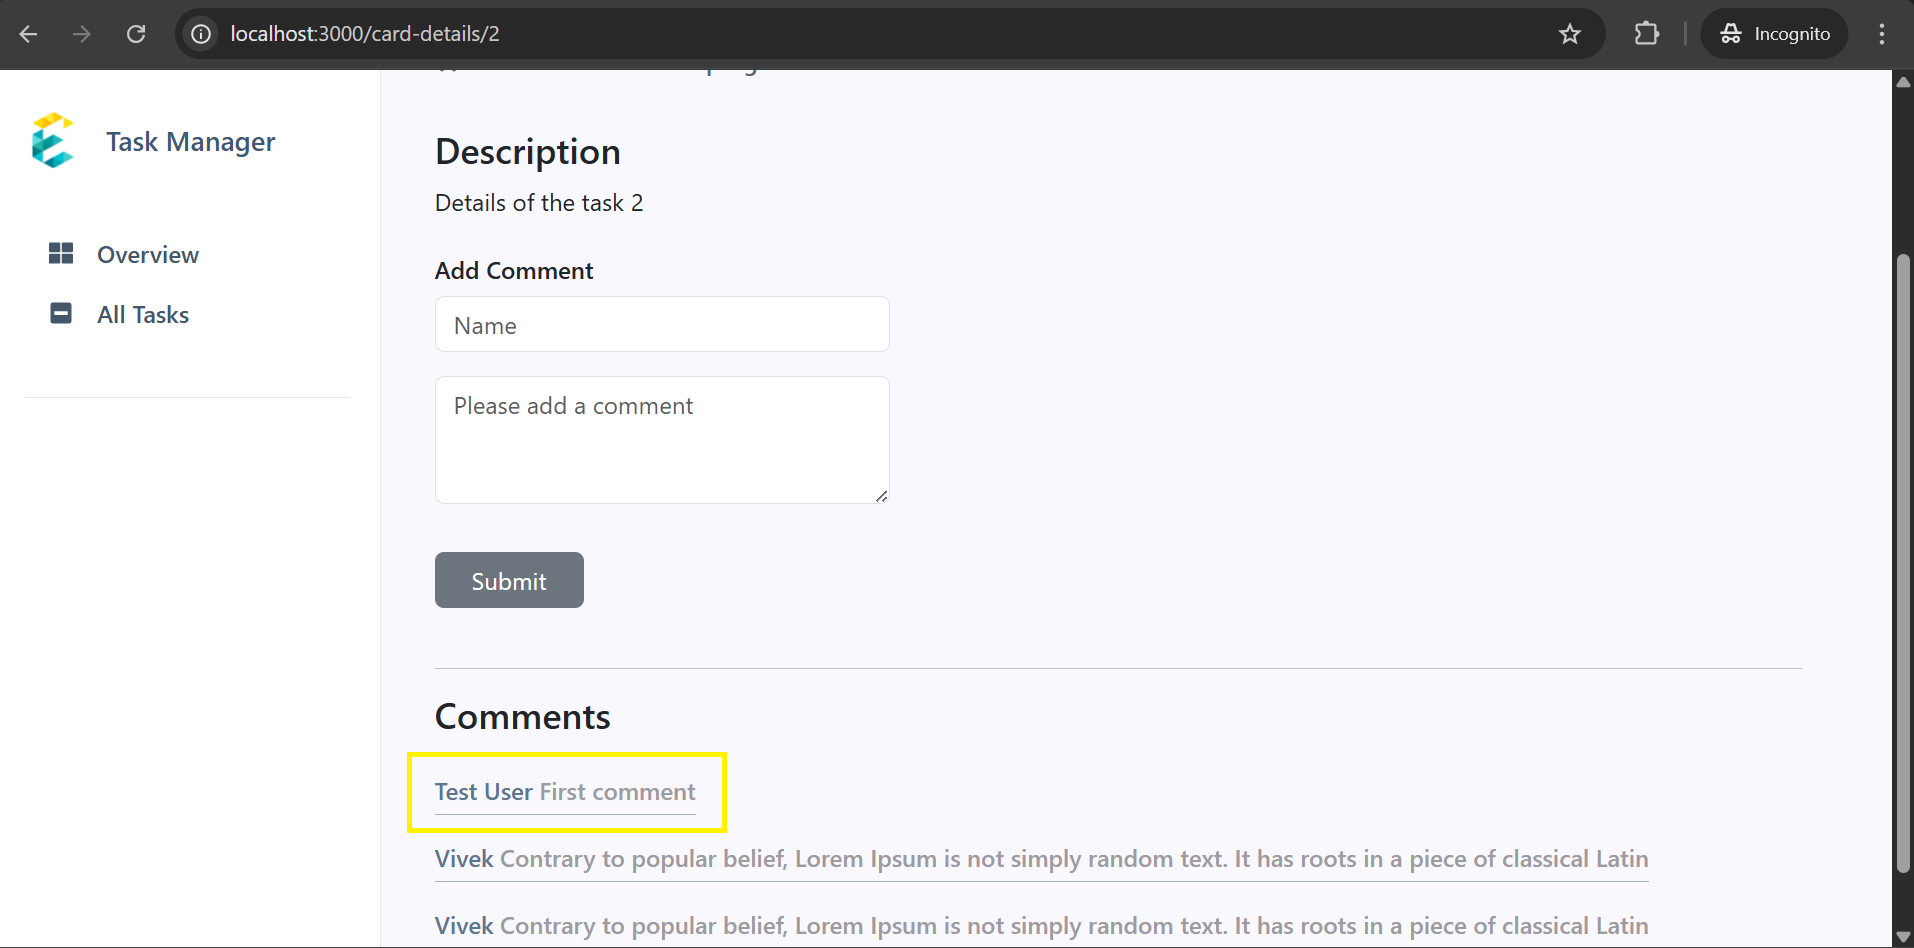 localhost:3000/card-details/2
Incognito
Task Manager
Overview
All Tasks
Description
Details of the task 2
Add Comment
Name
Please add a comment
Submit
Comments
Test User First comment
Vivek Contrary to popular belief, Lorem Ipsum is not simply random text. It has roots in a piece of classical Latin
Vivek Contrary to popular belief, Lorem Ipsum is not simply random text. It has roots in a piece of classical Latin